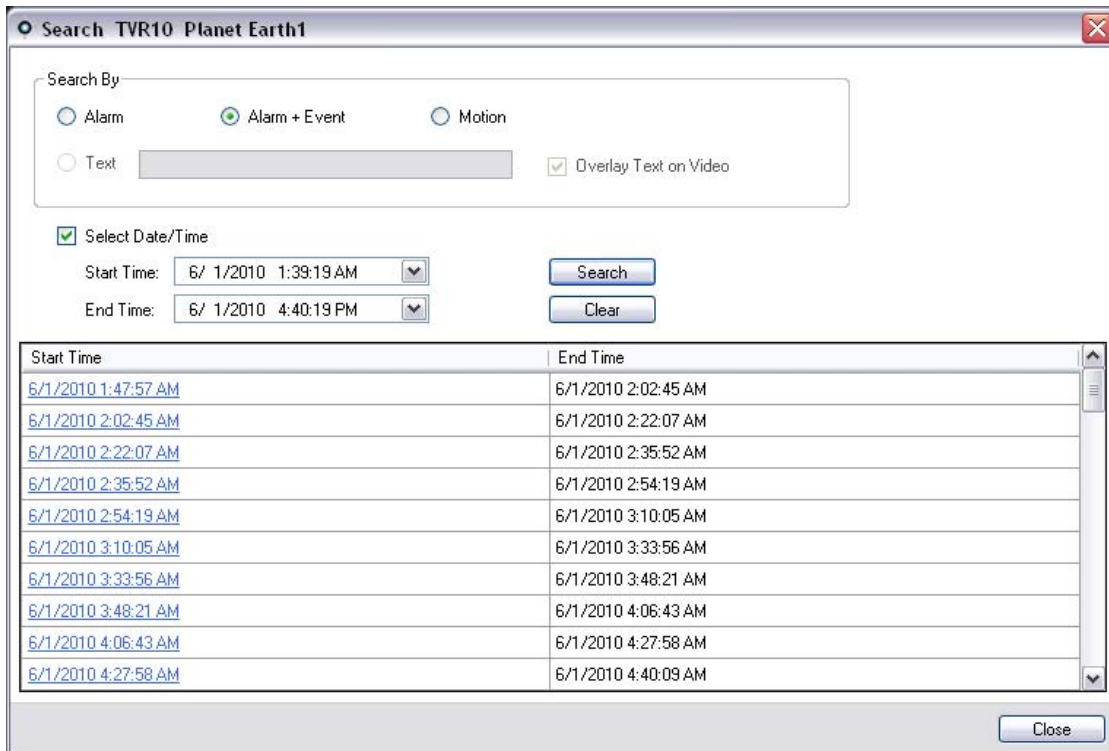 Search TVR10 Planet Earth1
Search By
Alarm Alarm + Event Motion
Text Overlay Text on Video
Select Date/Time
Start Time: 6/ 1/2010 1:39:19 AM Search
End Time: 6/ 1/2010 4:40:19 PM Clear
Start Time End Time
6/1/2010 1:47:57 AM 6/1/2010 2:02:45 AM
6/1/2010 2:02:45 AM 6/1/2010 2:22:07 AM
6/1/2010 2:22:07 AM 6/1/2010 2:35:52 AM
6/1/2010 2:35:52 AM 6/1/2010 2:54:19 AM
6/1/2010 2:54:19 AM 6/1/2010 3:10:05 AM
6/1/2010 3:10:05 AM 6/1/2010 3:33:56 AM
6/1/2010 3:33:56 AM 6/1/2010 3:48:21 AM
6/1/2010 3:48:21 AM 6/1/2010 4:06:43 AM
6/1/2010 4:06:43 AM 6/1/2010 4:27:58 AM
6/1/2010 4:27:58 AM 6/1/2010 4:40:09 AM
Close